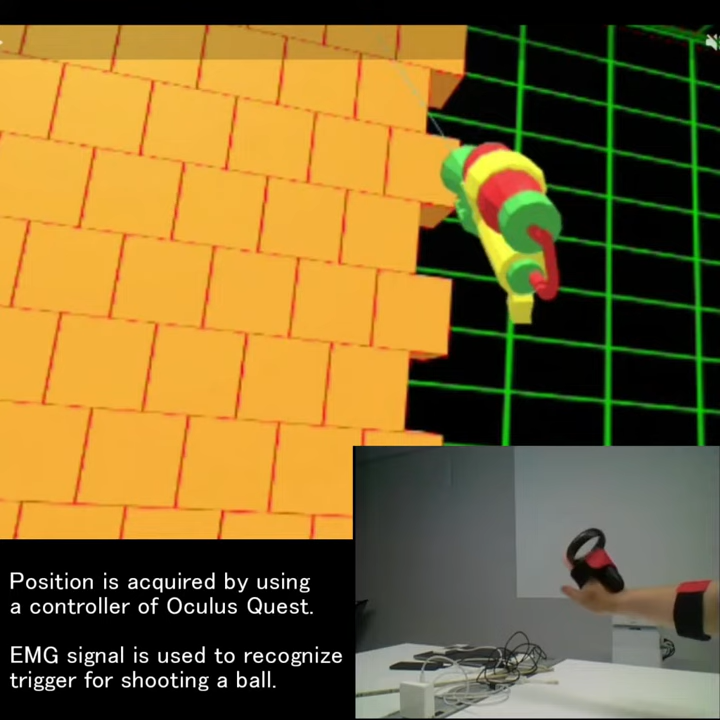 Position is acquired by using
a controller of Oculus Quest.
EMG signal is used to recognize
trigger for shooting a ball.